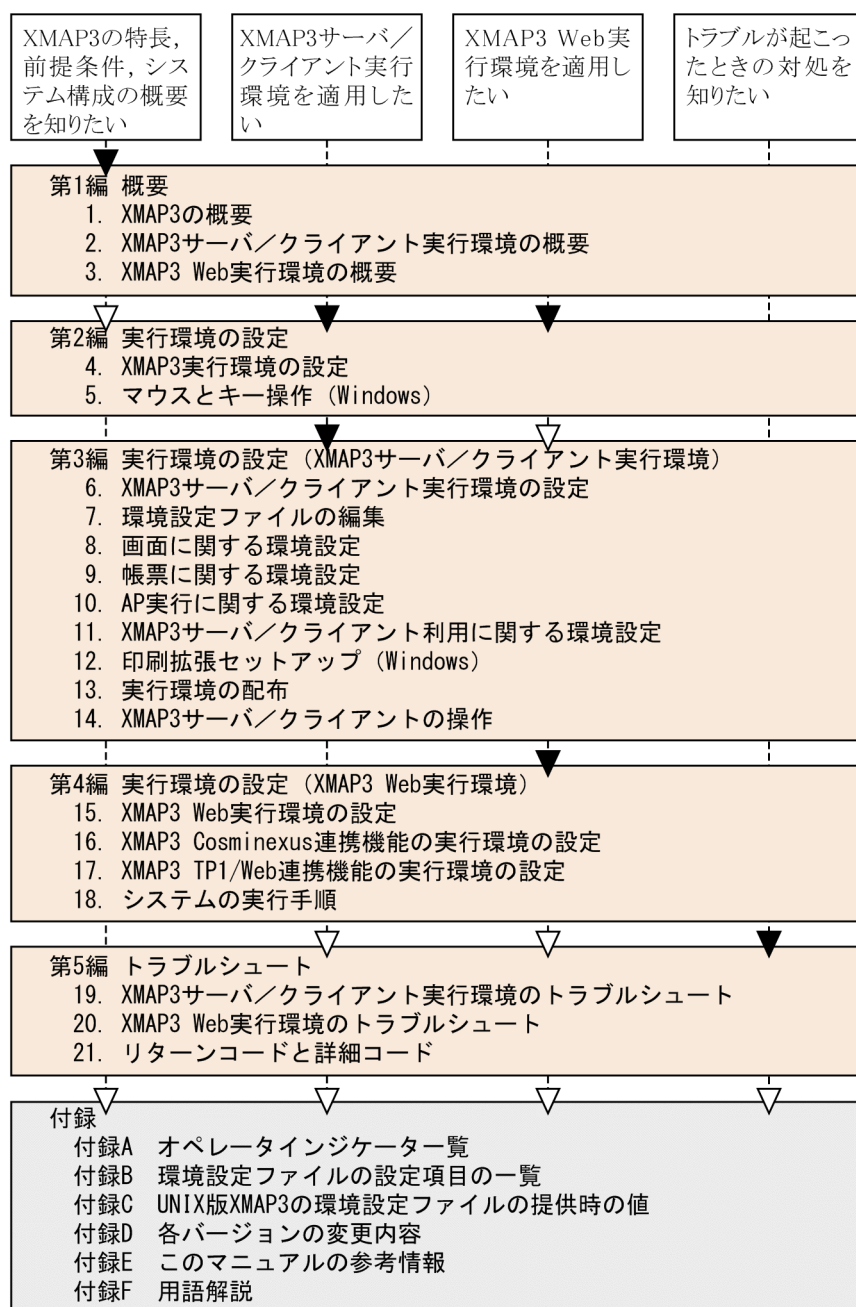 XMAP3の特長，
前提条件，シス
テム構成の概要
を知りたい
XMAP3サーバ／
クライアント実行
環境を適用した
い
XMAP3 Web実
行環境を適用し
たい
トラブルが起こっ
たときの対処を
知りたい
第1編 概要
1. XMAP3の概要
2. XMAP3サーバ／クライアント実行環境の概要
3. XMAP3 Web実行環境の概要
第2編 実行環境の設定
4. XMAP3実行環境の設定
5. マウスとキー操作（Windows）
第3編 実行環境の設定（XMAP3サーバ／クライアント実行環境）
6. XMAP3サーバ／クライアント実行環境の設定
7. 環境設定ファイルの編集
8. 画面に関する環境設定
9. 帳票に関する環境設定
10. AP実行に関する環境設定
11. XMAP3サーバ／クライアント利用に関する環境設定
12. 印刷拡張セットアップ（Windows）
13. 実行環境の配布
14. XMAP3サーバ／クライアントの操作
第4編 実行環境の設定（XMAP3 Web実行環境）
15. XMAP3 Web実行環境の設定
16. XMAP3 Cosminexus連携機能の実行環境の設定
17. XMAP3 TP1/Web連携機能の実行環境の設定
18. システムの実行手順
第5編 トラブルシュート
19. XMAP3サーバ／クライアント実行環境のトラブルシュート
20. XMAP3 Web実行環境のトラブルシュート
21. リターンコードと詳細コード
付録
付録A オペレータインジケーター覧
付録B 環境設定ファイルの設定項目の一覧
付録C UNIX版XMAP3の環境設定ファイルの提供時の値
付録D 各バージョンの変更内容
付録E このマニュアルの参考情報
付録F 用語解説